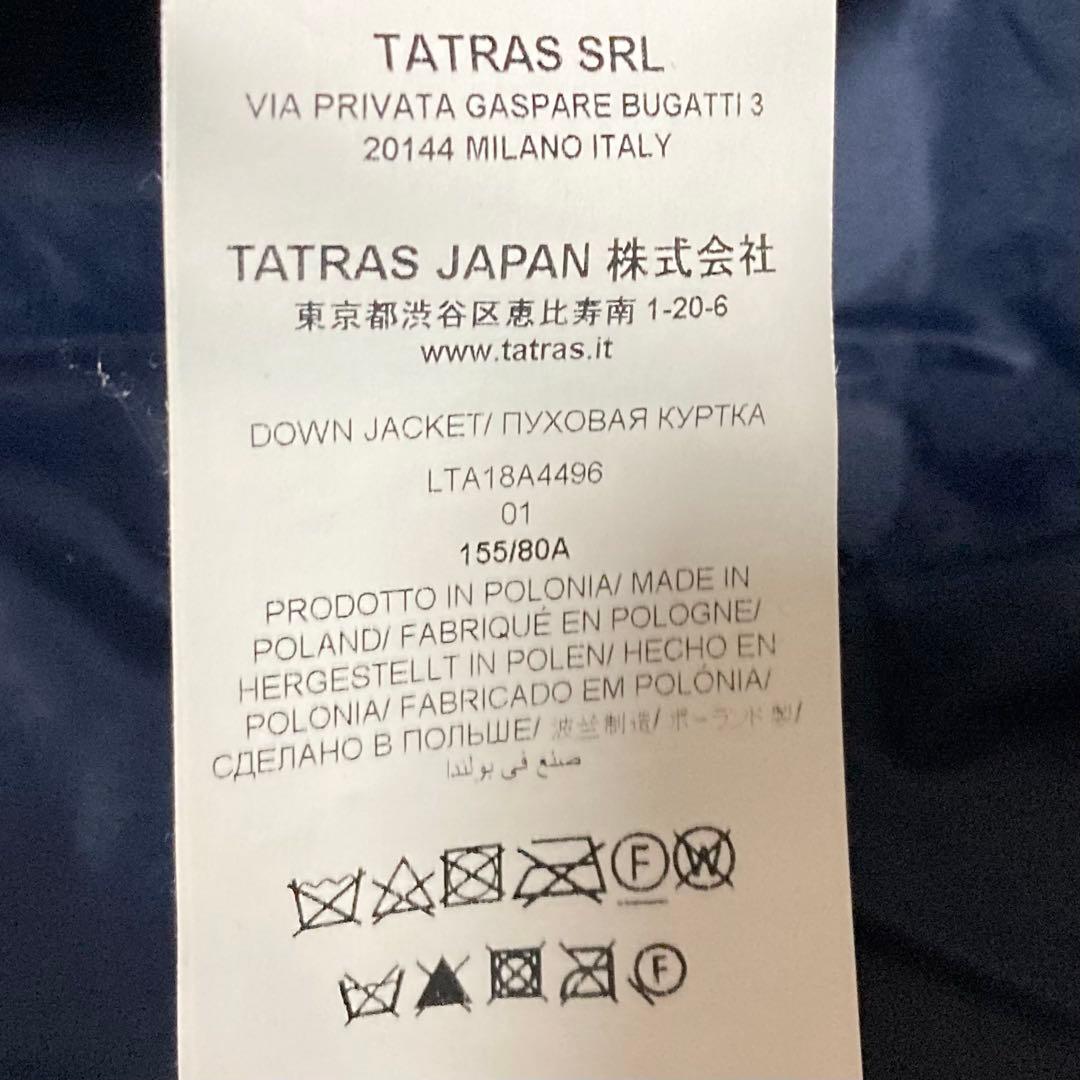 TATRAS SRL
VIA PRIVATA GASPARE BUGATTI 3
20144 MILANO ITALY
TATRAS JAPAN 株式会社
東京都渋谷区恵比寿南 1-20-6
www.tatras.it
DOWN JACKET/ ПУХОВАЯ КУРТКА
LTA18A4496
01
155/80A
PRODOTTO IN POLONIA/ MADE IN
POLAND/ FABRIQUÉ EN POLOGNE/
HERGESTELLT IN POLEN/ HECHO EN
POLONIA/ FABRICADO EM POLÓNIA/
СДЕЛАНО В ПОЛЬШЕ/ 波兰制造/ ポーランド製/
صنع في بولندا
F W
F